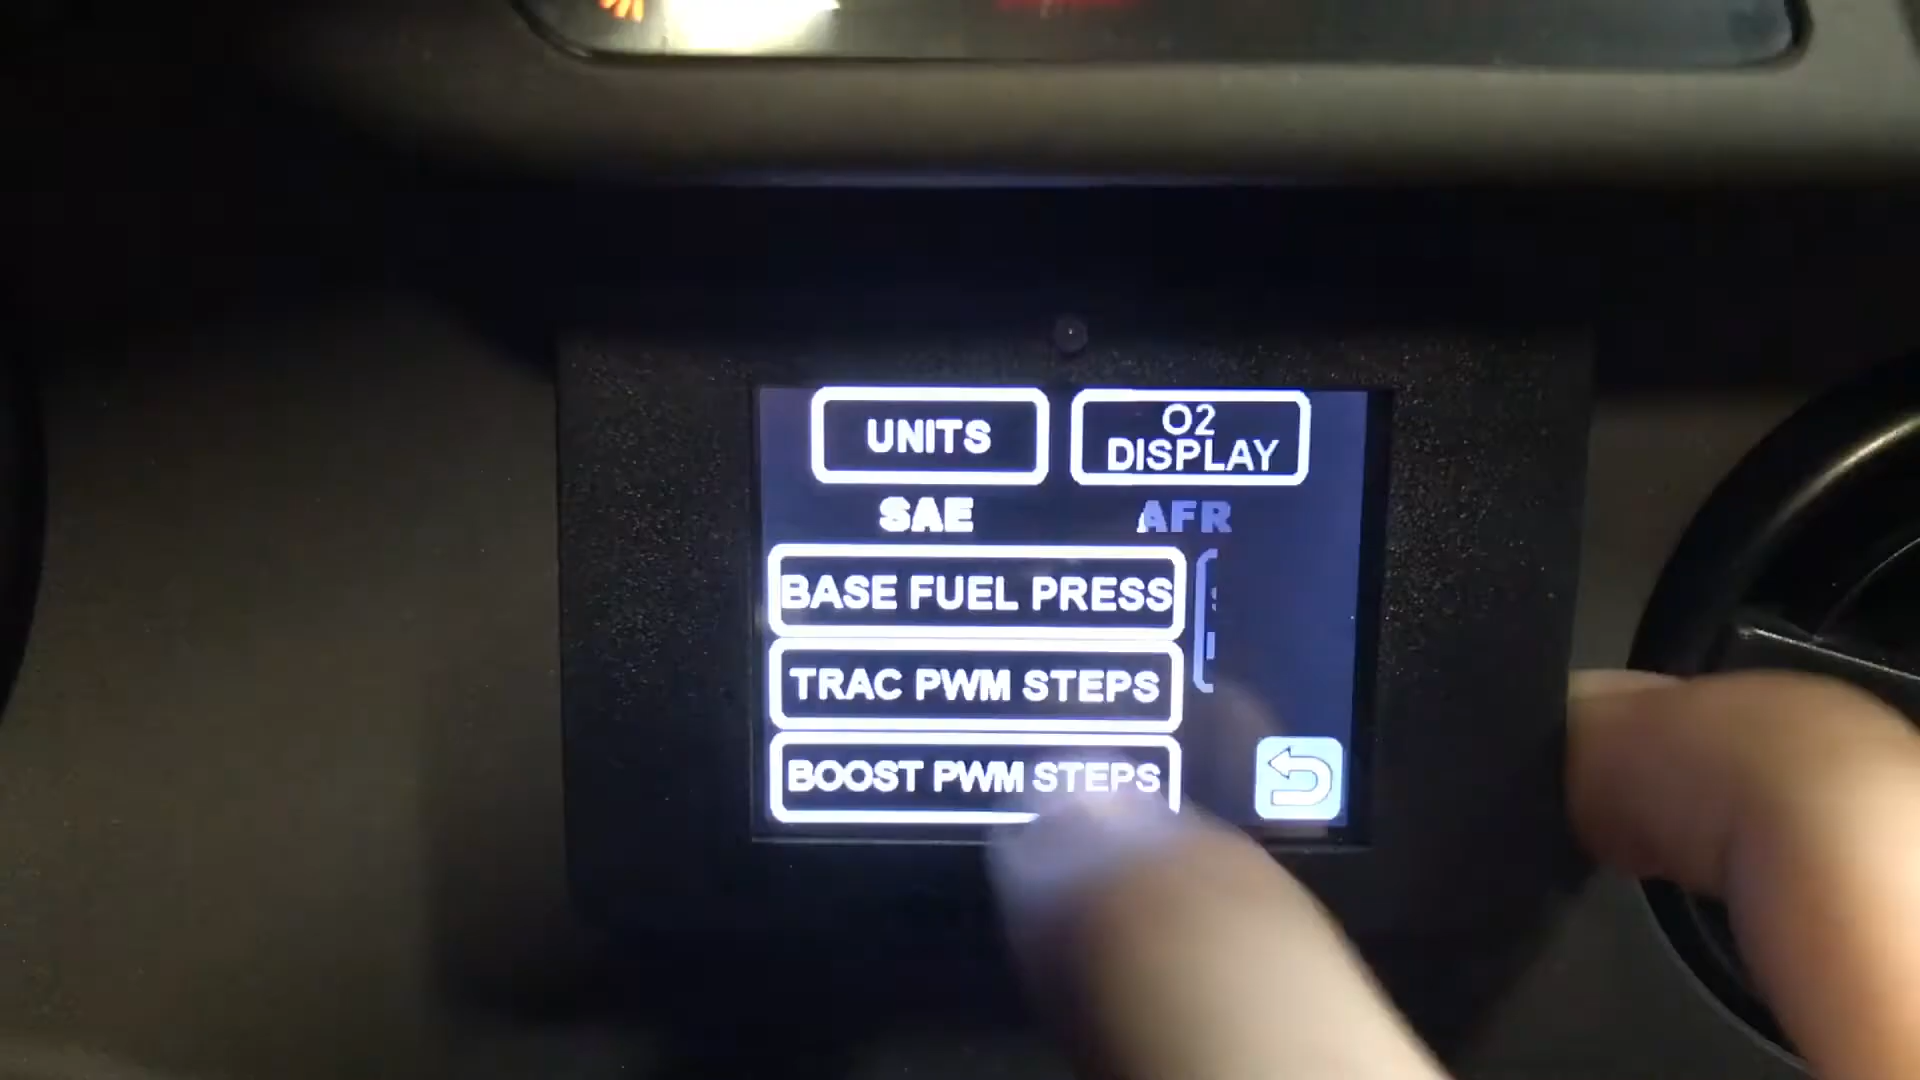 UNITS
O2
DISPLAY
SAE
AFR
BASE FUEL PRESS
TRAC PWM STEPS
BOOST PWM STEPS